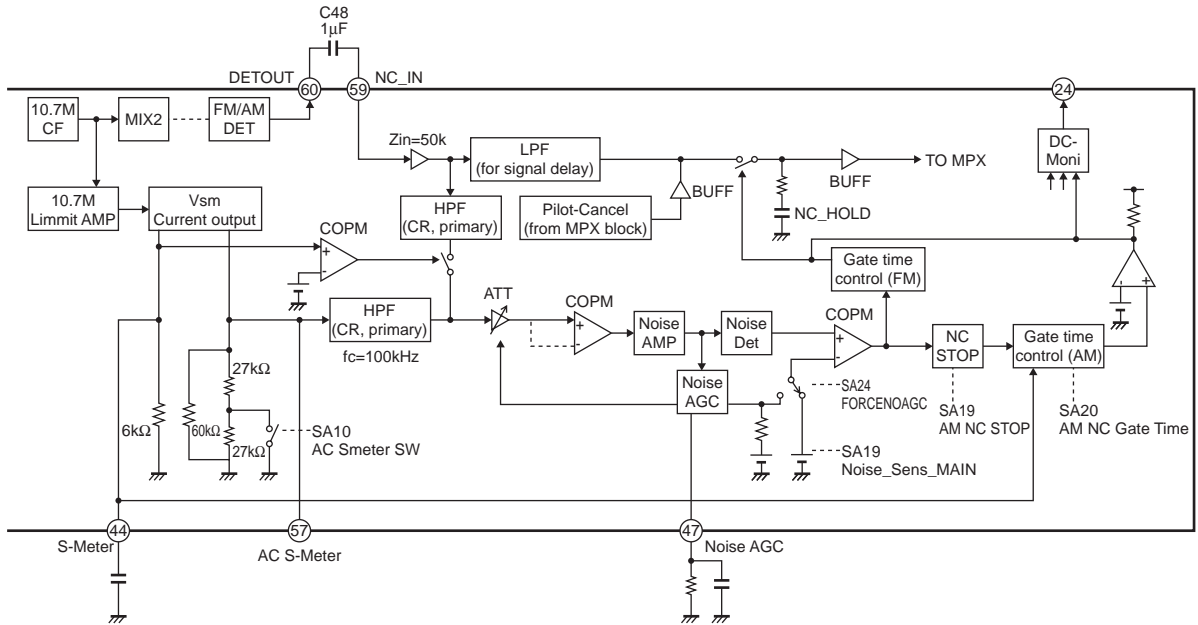 C48
1μF
DETOUT
60
59
NC_IN
24
10.7M
CF
MIX2
FM/AM
DET
Zin=50k
LPF
(for signal delay)
DC-
Moni
TO MPX
BUFF
BUFF
10.7M
Limmit AMP
Vsm
Current output
HPF
(CR, primary)
Pilot-Cancel
(from MPX block)
NC_HOLD
COPM
+
-
Gate time
control (FM)
-
+
ATT
HPF
(CR, primary)
fc=100kHz
COPM
+
-
Noise
AMP
Noise
Det
COPM
+
-
NC
STOP
Gate time
control (AM)
27kΩ
Noise
AGC
SA24
FORCENOAGC
SA19
AM NC STOP
SA20
AM NC Gate Time
6kΩ
60kΩ
27kΩ
SA10
AC Smeter SW
SA19
Noise_Sens_MAIN
44
57
47
S-Meter
AC S-Meter
Noise AGC